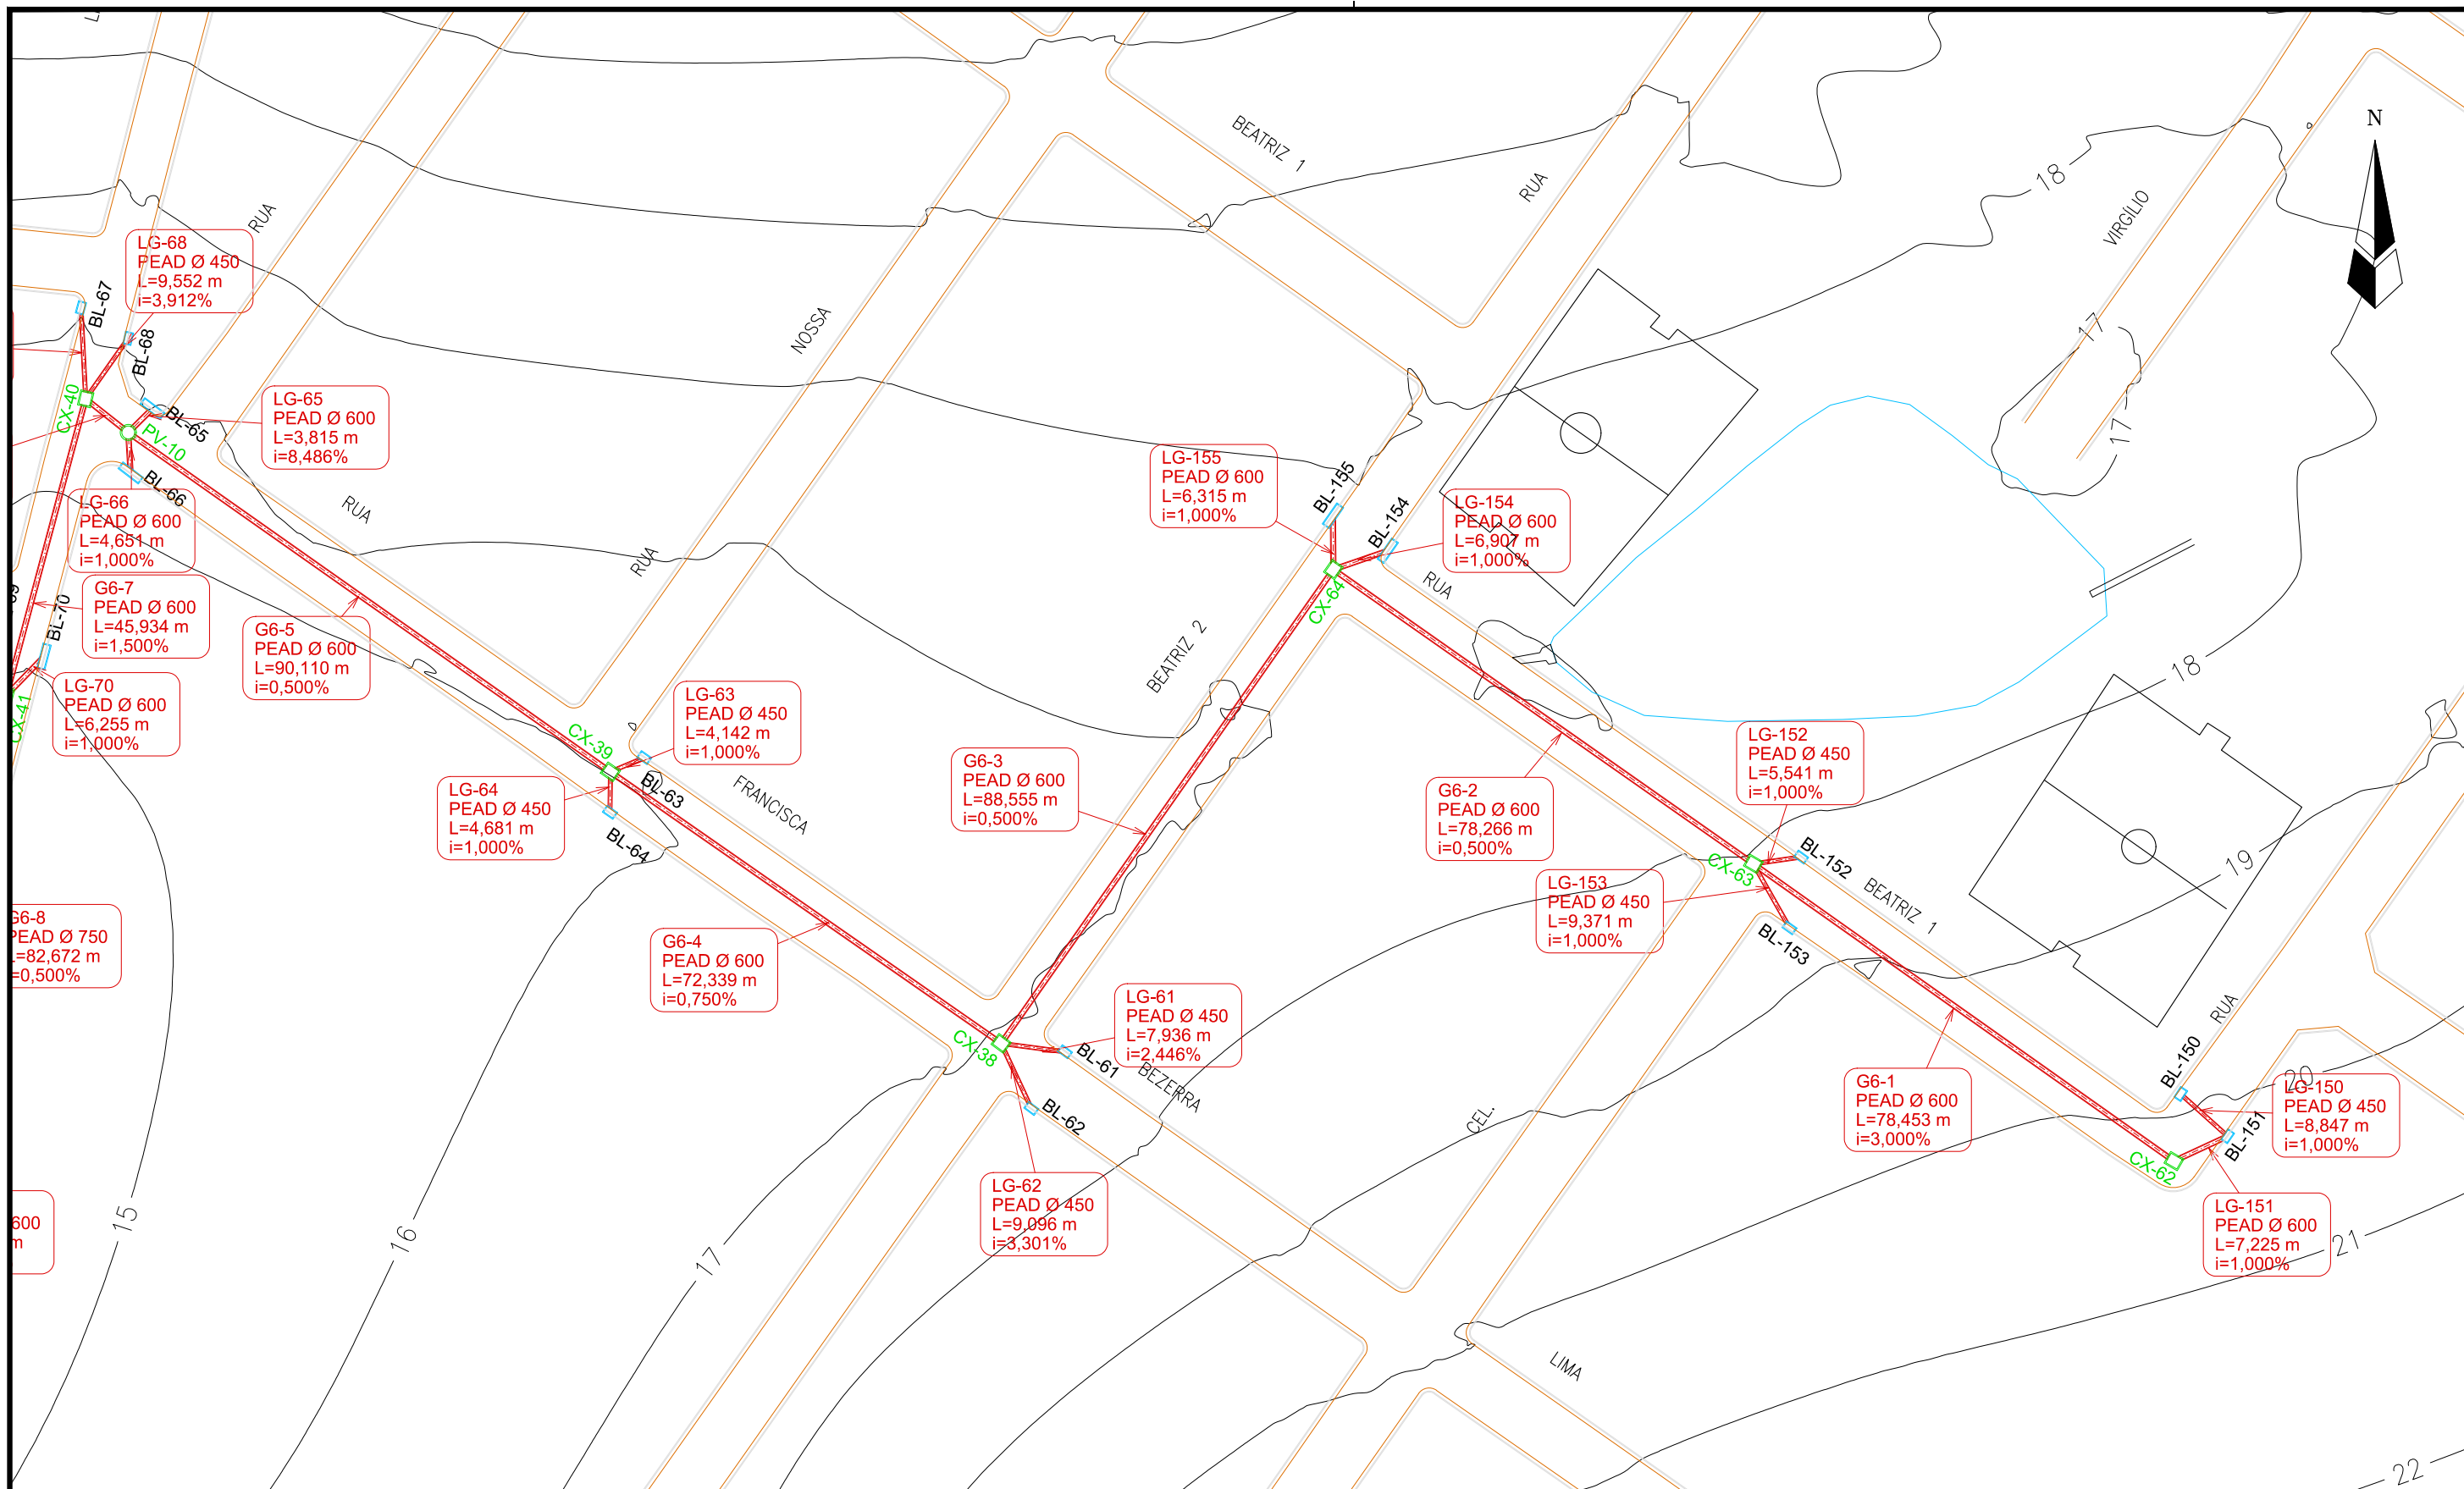 N
BEATRIZ 1
RUA
RUA
18
VIRGÍLIO
LG-68
PEAD Ø 450
L=9,552 m
i=3,912%
BL-67
BL-68
NOSSA
17
CX-40
LG-65
PEAD Ø 600
L=3,815 m
i=8,486%
BL-65
PV-10
BL-66
17
LG-155
PEAD Ø 600
L=6,315 m
i=1,000%
BL-155
BL-154
LG-154
PEAD Ø 600
L=6,907 m
i=1,000%
LG-66
PEAD Ø 600
L=4,651 m
i=1,000%
RUA
RUA
RUA
CX-64
G6-7
PEAD Ø 600
L=45,934 m
i=1,500%
BL-70
G6-5
PEAD Ø 600
L=90,110 m
i=0,500%
BEATRIZ 2
18
LG-70
PEAD Ø 600
L=6,255 m
i=1,000%
CX-41
LG-63
PEAD Ø 450
L=4,142 m
i=1,000%
CX-39
BL-63
FRANCISCA
LG-64
PEAD Ø 450
L=4,681 m
i=1,000%
BL-64
G6-3
PEAD Ø 600
L=88,555 m
i=0,500%
G6-2
PEAD Ø 600
L=78,266 m
i=0,500%
LG-152
PEAD Ø 450
L=5,541 m
i=1,000%
CX-63
BL-152
19
BEATRIZ 1
LG-153
PEAD Ø 450
L=9,371 m
i=1,000%
BL-153
G6-8
PEAD Ø 750
L=82,672 m
i=0,500%
G6-4
PEAD Ø 600
L=72,339 m
i=0,750%
LG-61
PEAD Ø 450
L=7,936 m
i=2,446%
CX-38
BL-61
BEZERRA
BL-62
CEL.
RUA
BL-150
20
G6-1
PEAD Ø 600
L=78,453 m
i=3,000%
LG-150
PEAD Ø 450
L=8,847 m
i=1,000%
BL-151
CX-62
LG-62
PEAD Ø 450
L=9,096 m
i=3,301%
LG-151
PEAD Ø 600
L=7,225 m
i=1,000%
600
m
15
16
17
21
LIMA
22